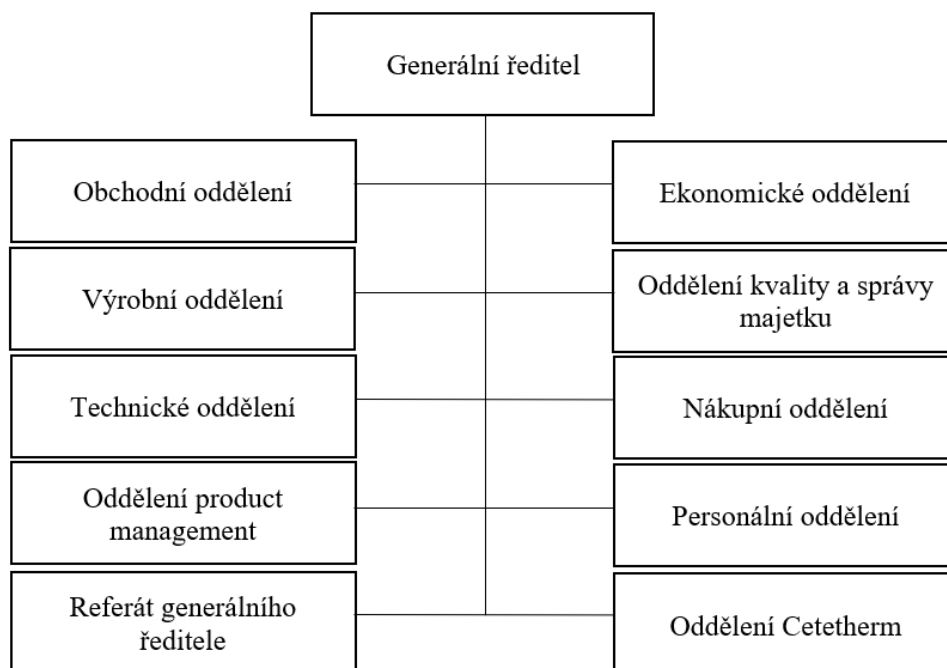 Generální ředitel
Obchodní oddělení
Ekonomické oddělení
Výrobní oddělení
Oddělení kvality a správy
majetku
Technické oddělení
Nákupní oddělení
Oddělení product
management
Personální oddělení
Referát generálního
ředitele
Oddělení Cetetherm